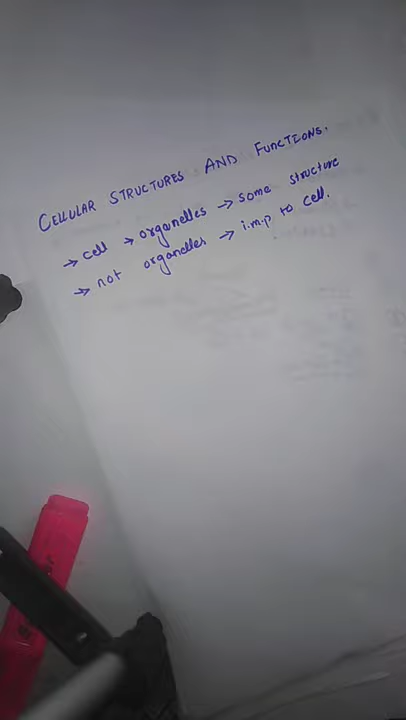 CELLULAR STRUCTURES AND FUNCTIONS.
→ cell → organelles → some structure
→ not organelles → i.m.p to cell.